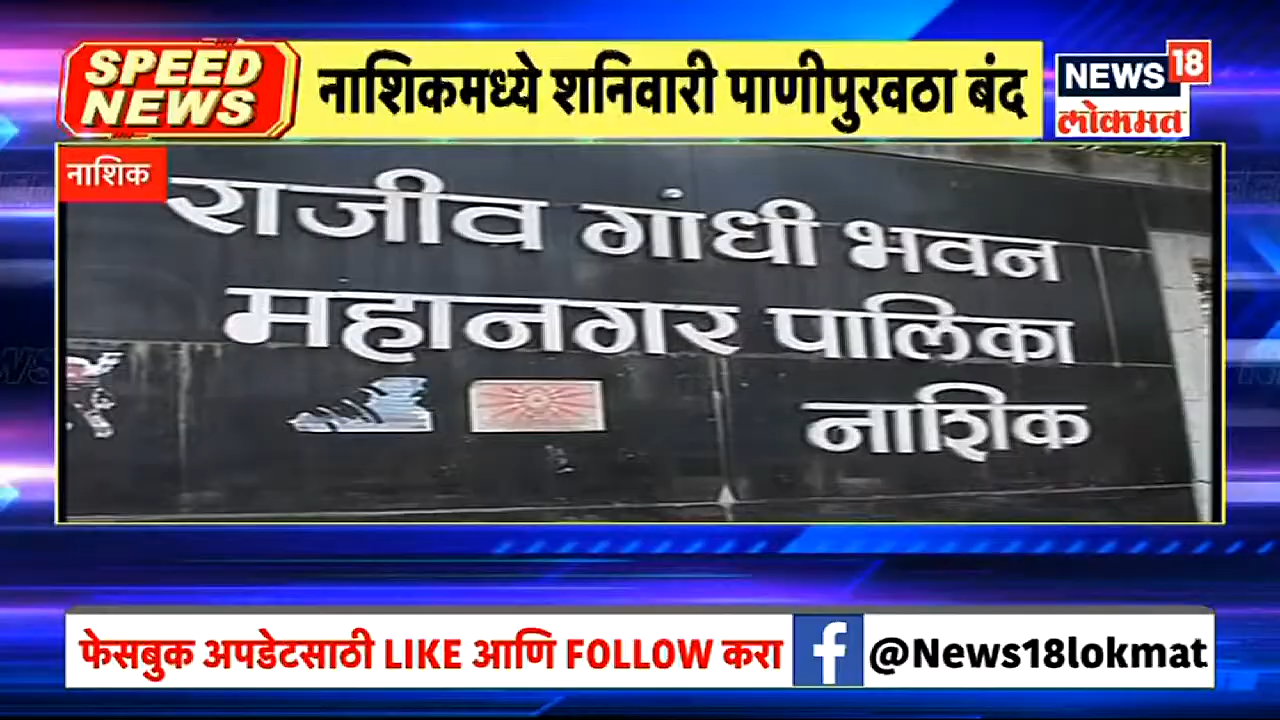 SPEED NEWS
नाशिकमध्ये शनिवारी पाणीपुरवठा बंद
NEWS 18
लोकमत
नाशिक
राजीव गांधी भवन
महानगर पालिका
नाशिक
फेसबुक अपडेटसाठी LIKE आणि FOLLOW करा
@News18lokmat